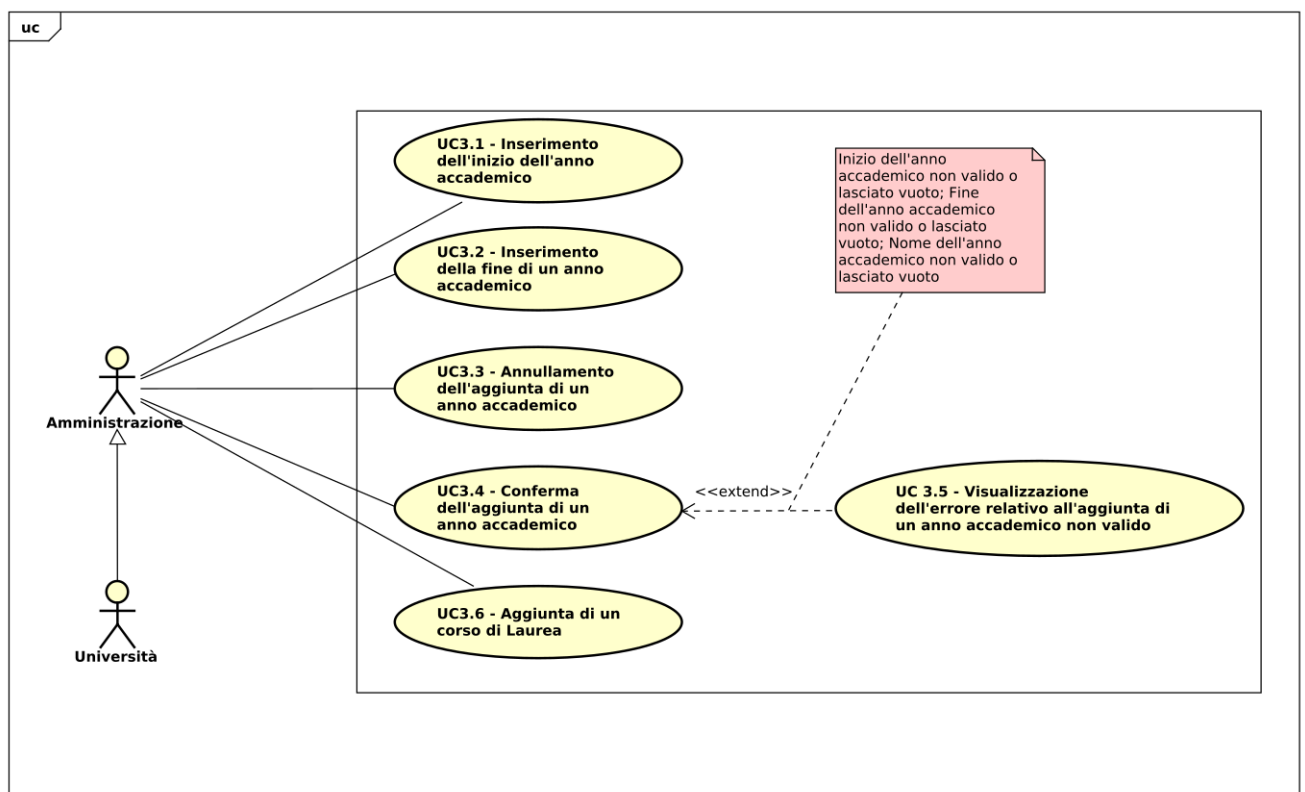 uc
UC3.1 - Inserimento
dell'inizio dell'anno
accademico
Inizio dell'anno
accademico non valido o
lasciato vuoto; Fine
dell'anno accademico
non valido o lasciato
vuoto; Nome dell'anno
accademico non valido o
lasciato vuoto
UC3.2 - Inserimento
della fine di un anno
accademico
UC3.3 - Annullamento
dell'aggiunta di un
anno accademico
Amministrazione
UC3.4 - Conferma
dell'aggiunta di un
anno accademico
<<extend>>
UC 3.5 - Visualizzazione
dell'errore relativo all'aggiunta di
un anno accademico non valido
UC3.6 - Aggiunta di un
corso di Laurea
Università